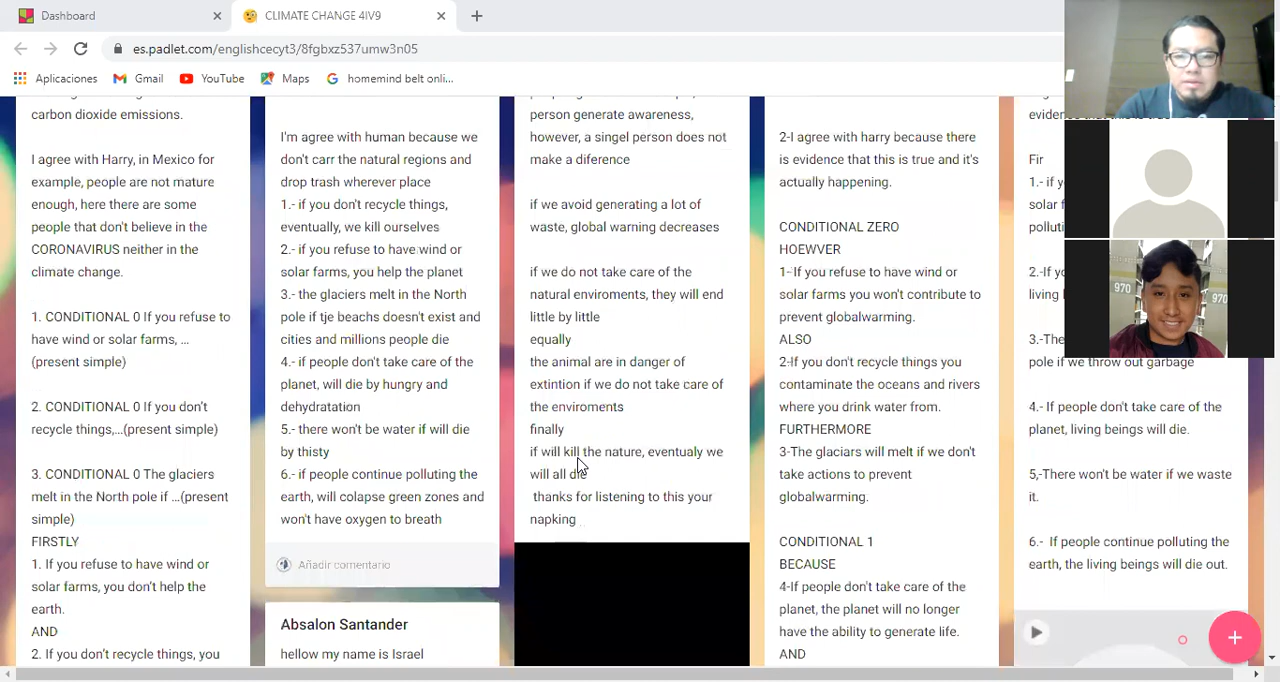 Dashboard
CLIMATE CHANGE 4IV9
es.padlet.com/englishcecyt3/8fgbxz537umw3n05
Aplicaciones
Gmail
YouTube
Maps
homemind belt onli...
carbon dioxide emissions.
I agree with Harry, in Mexico for
example, people are not mature
enough, here there are some
people that don't believe in the
CORONAVIRUS neither in the
climate change.
1. CONDITIONAL 0 If you refuse to
have wind or solar farms, …
(present simple)
2. CONDITIONAL 0 If you don't
recycle things,...(present simple)
3. CONDITIONAL 0 The glaciers
melt in the North pole if …(present
simple)
FIRSTLY
1. If you refuse to have wind or
solar farms, you don't help the
earth.
AND
2. If you don't recycle things, you
I'm agree with human because we
don't carr the natural regions and
drop trash wherever place
1.- if you don't recycle things,
eventually, we kill ourselves
2.- if you refuse to have wind or
solar farms, you help the planet
3.- the glaciers melt in the North
pole if tje beachs doesn't exist and
cities and millions people die
4.- if people don't take care of the
planet, will die by hungry and
dehydratation
5.- there won't be water if will die
by thisty
6.- if people continue polluting the
earth, will colapse green zones and
won't have oxygen to breath
Añadir comentario
Absalon Santander
hellow my name is Israel
person generate awareness,
however, a singel person does not
make a diference
if we avoid generating a lot of
waste, global warning decreases
if we do not take care of the
natural enviroments, they will end
little by little
equally
the animal are in danger of
extintion if we do not take care of
the enviroments
finally
if will kill the nature, eventualy we
will all die
thanks for listening to this your
napking
2-I agree with harry because there
is evidence that this is true and it's
actually happening.
CONDITIONAL ZERO
HOEWVER
1-If you refuse to have wind or
solar farms you won't contribute to
prevent globalwarming.
ALSO
2-If you don't recycle things you
contaminate the oceans and rivers
where you drink water from.
FURTHERMORE
3-The glaciars will melt if we don't
take actions to prevent
globalwarming.
CONDITIONAL 1
BECAUSE
4-If people don't take care of the
planet, the planet will no longer
have the ability to generate life.
AND
Fir
1.- if y
solar f
polluti
2.-If y
living b
3.-The
pole if we throw out garbage
4.- If people don't take care of the
planet, living beings will die.
5,-There won't be water if we waste
it.
6.- If people continue polluting the
earth, the living beings will die out.
970
970